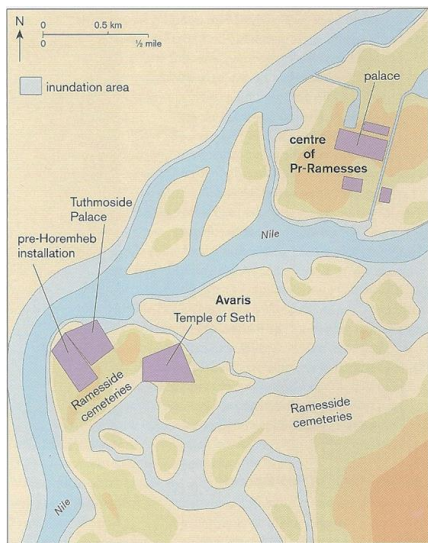 N
0 0.5 km
0 ½ mile
inundation area
palace
centre
of
Pr-Ramesses
Tuthmoside
Palace
pre-Horemheb
installation
Nile
Avaris
Temple of Seth
Ramesside
cemeteries
Ramesside
cemeteries
Nile